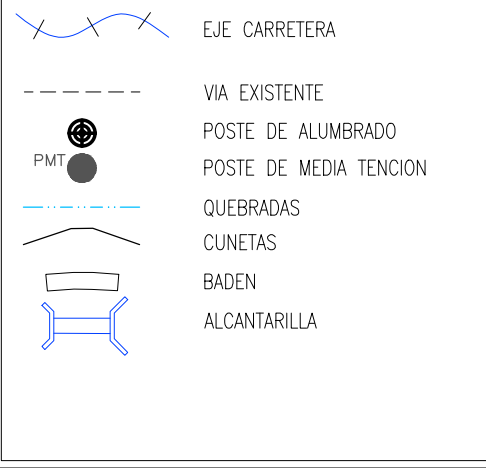 EJE CARRETERA
VIA EXISTENTE
POSTE DE ALUMBRADO
PMT POSTE DE MEDIA TENCION
QUEBRADAS
CUNETAS
BADEN
ALCANTARILLA